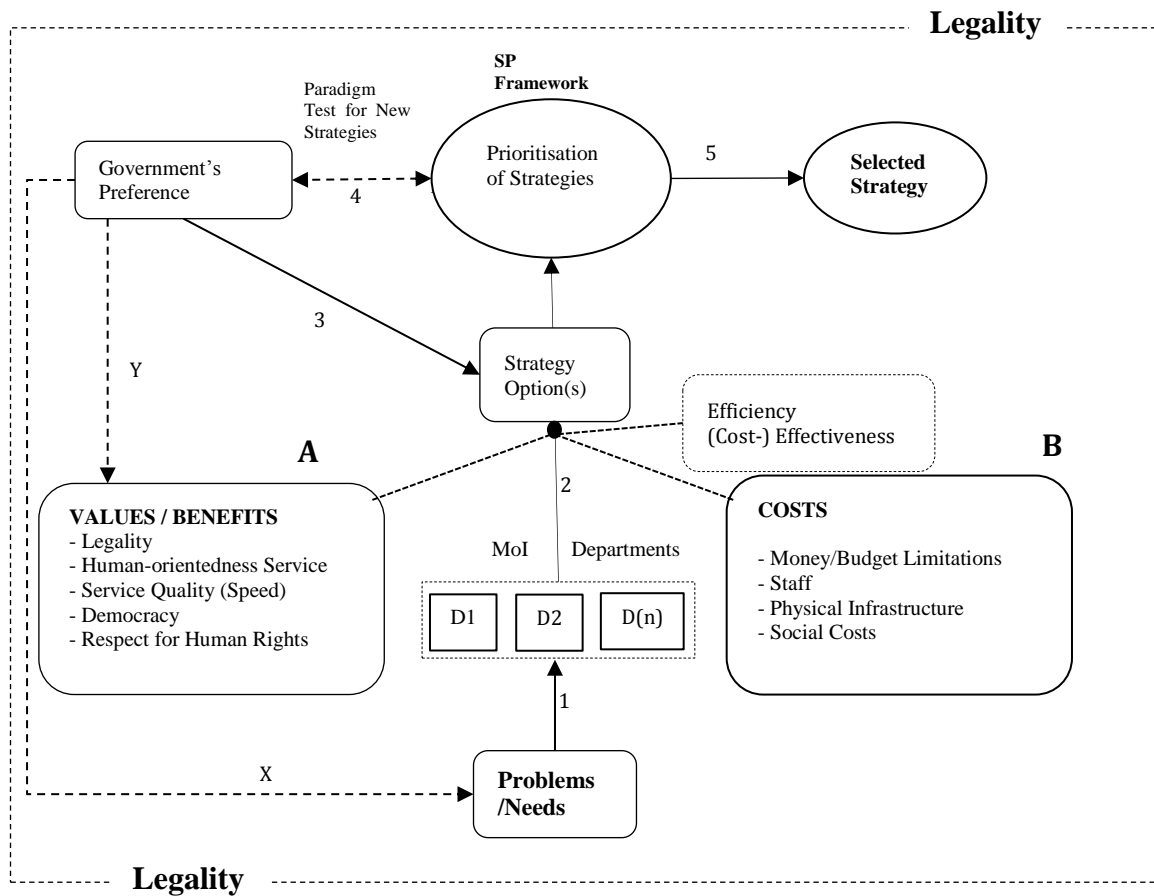 Legality
SP
Framework
Paradigm
Test for New
Strategies
Government's
Preference
4
Prioritisation
of Strategies
5
Selected
Strategy
3
Y
Strategy
Option(s)
Efficiency
(Cost-) Effectiveness
A
B
2
VALUES / BENEFITS
- Legality
- Human-orientedness Service
- Service Quality (Speed)
- Democracy
- Respect for Human Rights
COSTS
- Money/Budget Limitations
- Staff
- Physical Infrastructure
- Social Costs
MoI Departments
D1 D2 D(n)
1
X
Problems
/Needs
Legality